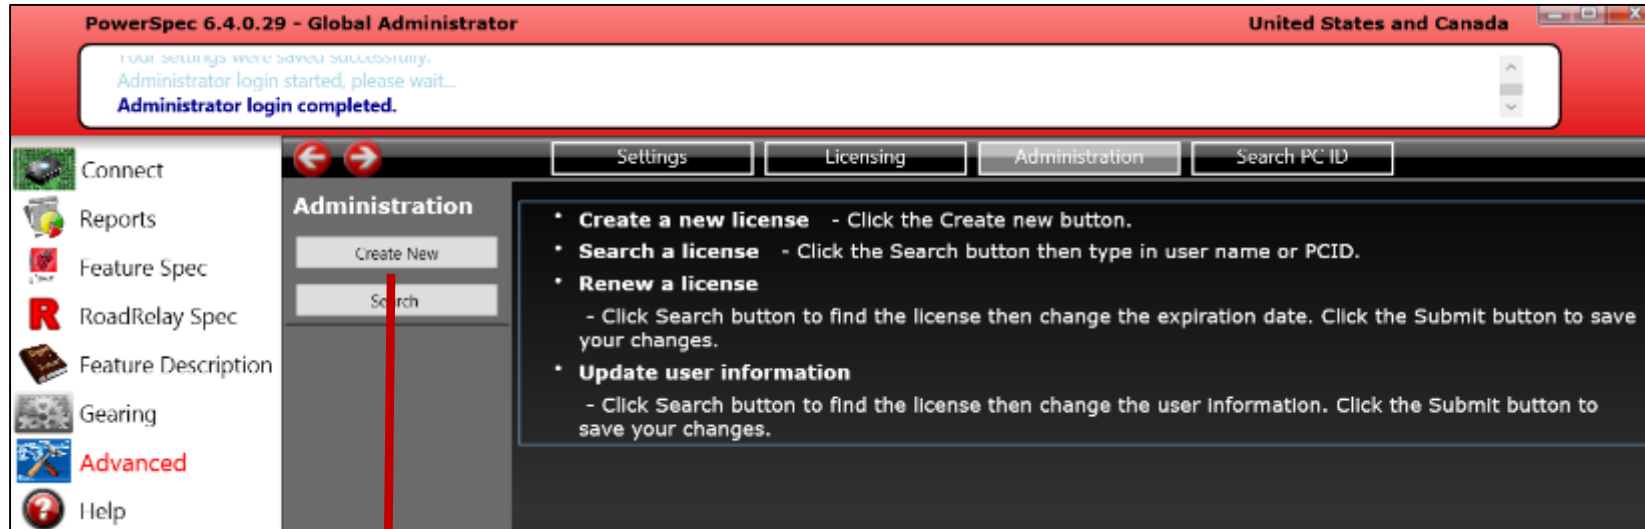 PowerSpec 6.4.0.29 - Global Administrator
United States and Canada
Your settings were saved successfully.
Administrator login started, please wait...
Administrator login completed.
Settings
Licensing
Administration
Search PC ID
Connect
Reports
Feature Spec
RoadRelay Spec
Feature Description
Gearing
Advanced
Help
Administration
Create New
Search
• Create a new license - Click the Create new button.
• Search a license - Click the Search button then type in user name or PCID.
• Renew a license
- Click Search button to find the license then change the expiration date. Click the Submit button to save
your changes.
• Update user information
- Click Search button to find the license then change the user information. Click the Submit button to
save your changes.